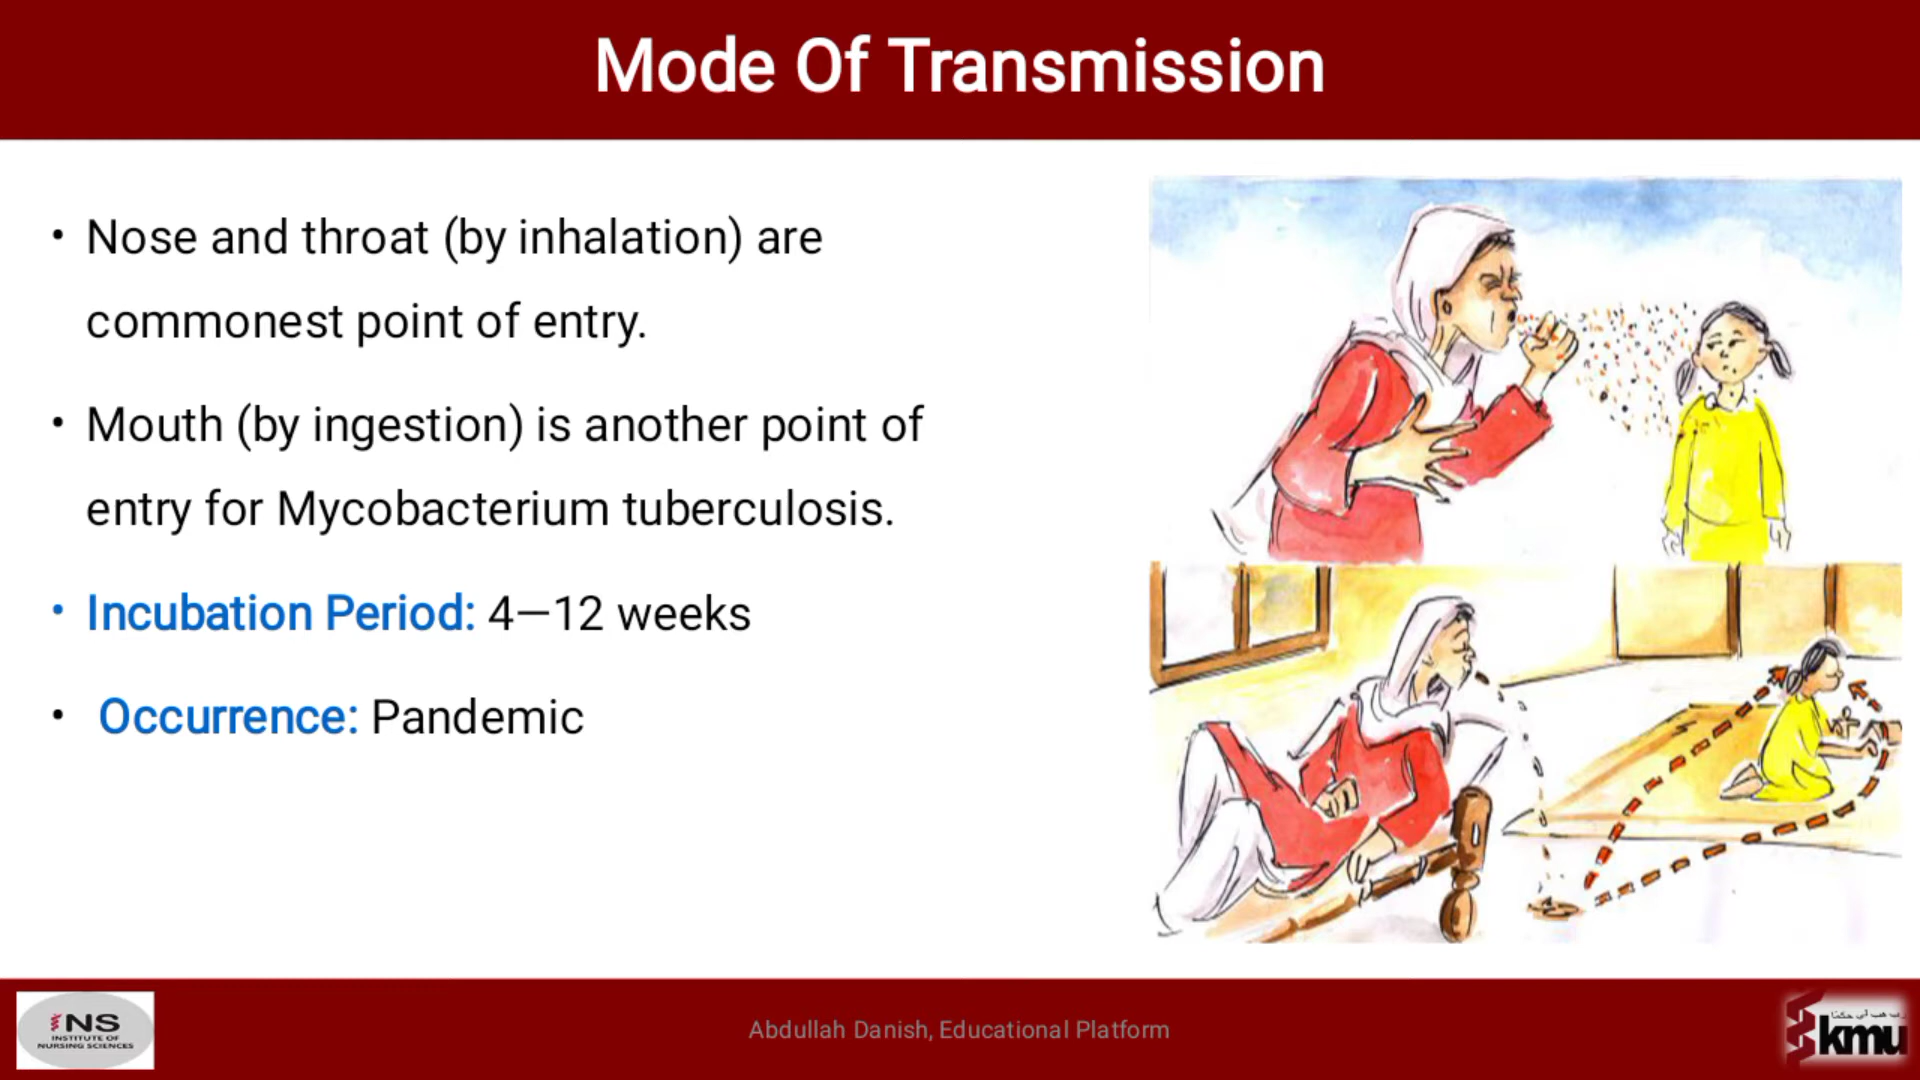 Mode Of Transmission
• Nose and throat (by inhalation) are
commonest point of entry.
• Mouth (by ingestion) is another point of
entry for Mycobacterium tuberculosis.
• Incubation Period: 4—12 weeks
• Occurrence: Pandemic
iNS
INSTITUTE OF
NURSING SCIENCES
Abdullah Danish, Educational Platform
kmu